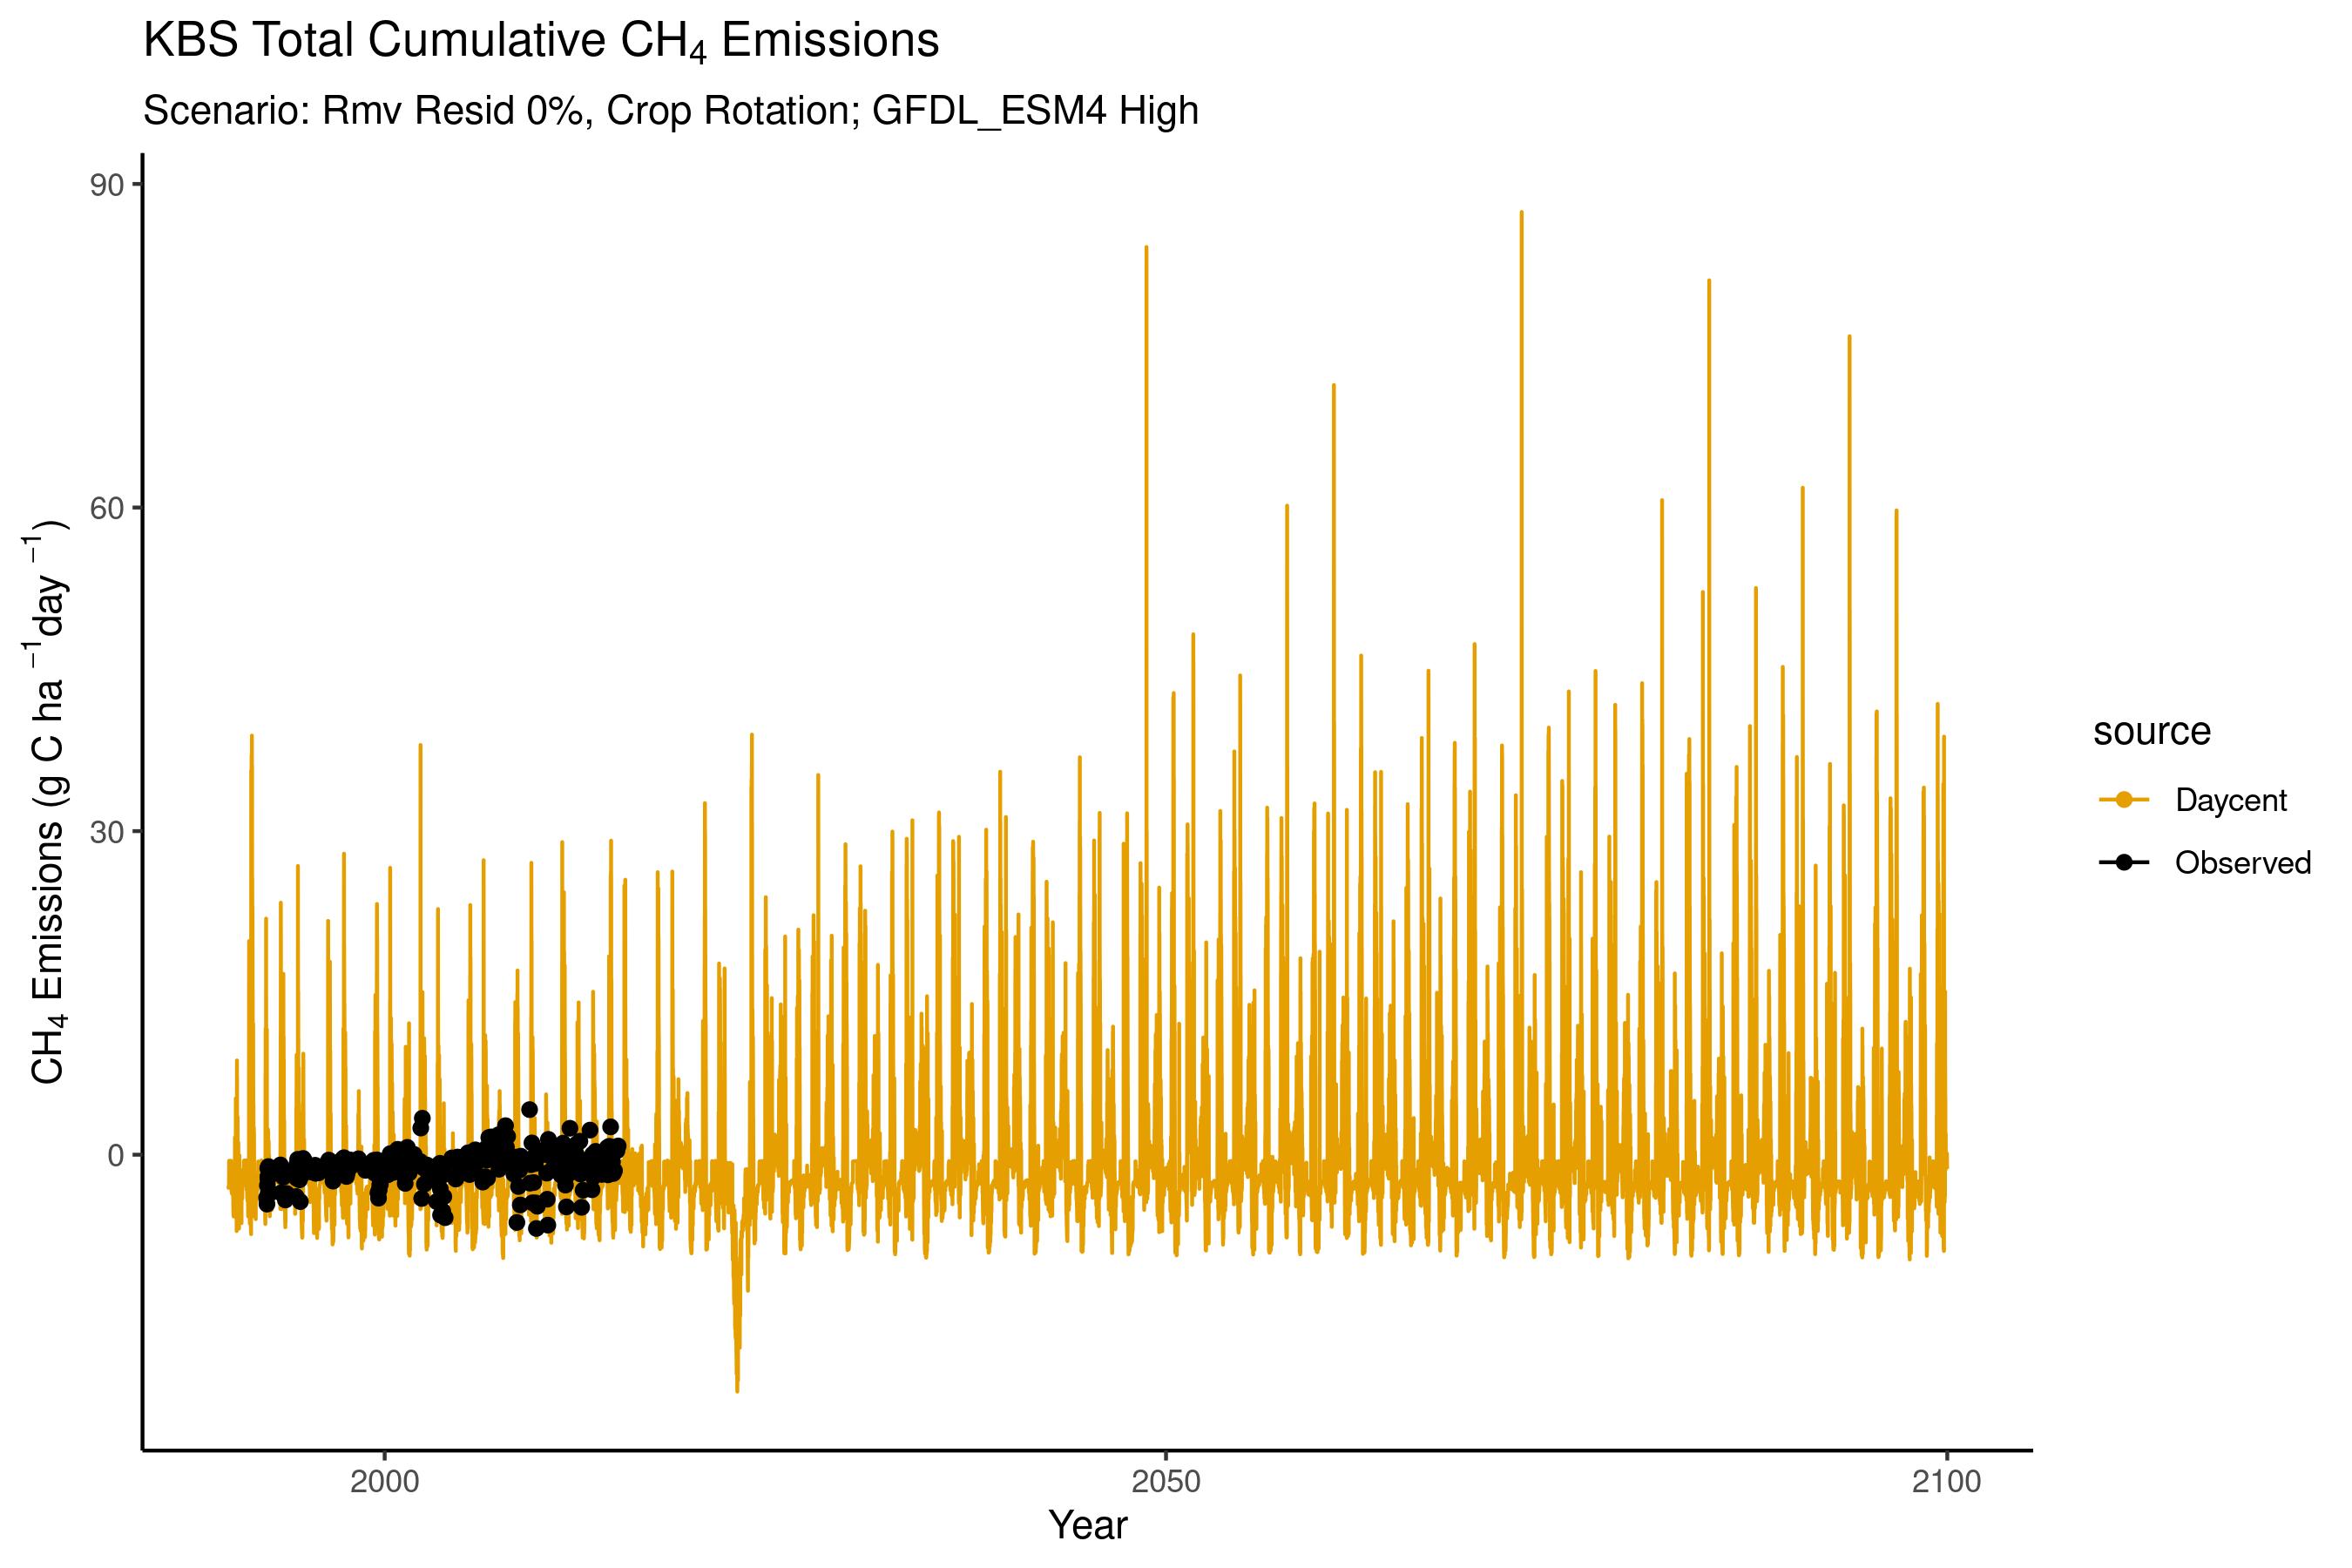 KBS Total Cumulative CH₄ Emissions
Scenario: Rmv Resid 0%, Crop Rotation; GFDL_ESM4 High
CH₄ Emissions (g C ha ⁻¹day ⁻¹)
90
60
30
0
2000
2050
2100
Year
source
Daycent
Observed